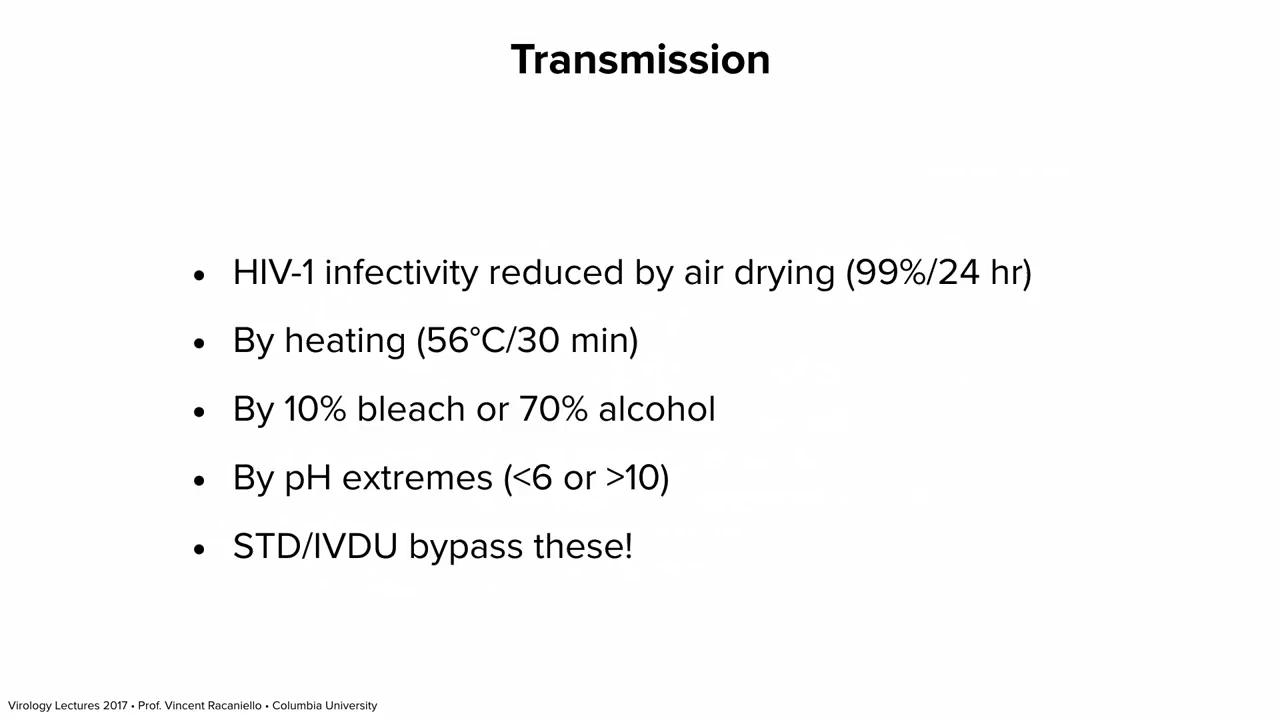 Transmission
• HIV-1 infectivity reduced by air drying (99%/24 hr)
• By heating (56°C/30 min)
• By 10% bleach or 70% alcohol
• By pH extremes (<6 or >10)
• STD/IVDU bypass these!
Virology Lectures 2017 • Prof. Vincent Racaniello • Columbia University